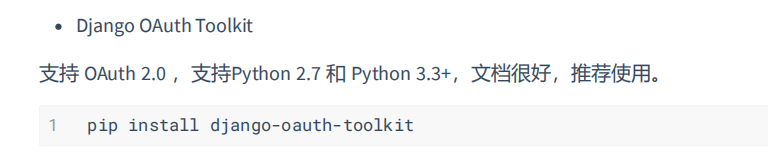 • Django OAuth Toolkit
支持 OAuth 2.0 ，支持Python 2.7 和 Python 3.3+，文档很好，推荐使用。
1 pip install django-oauth-toolkit